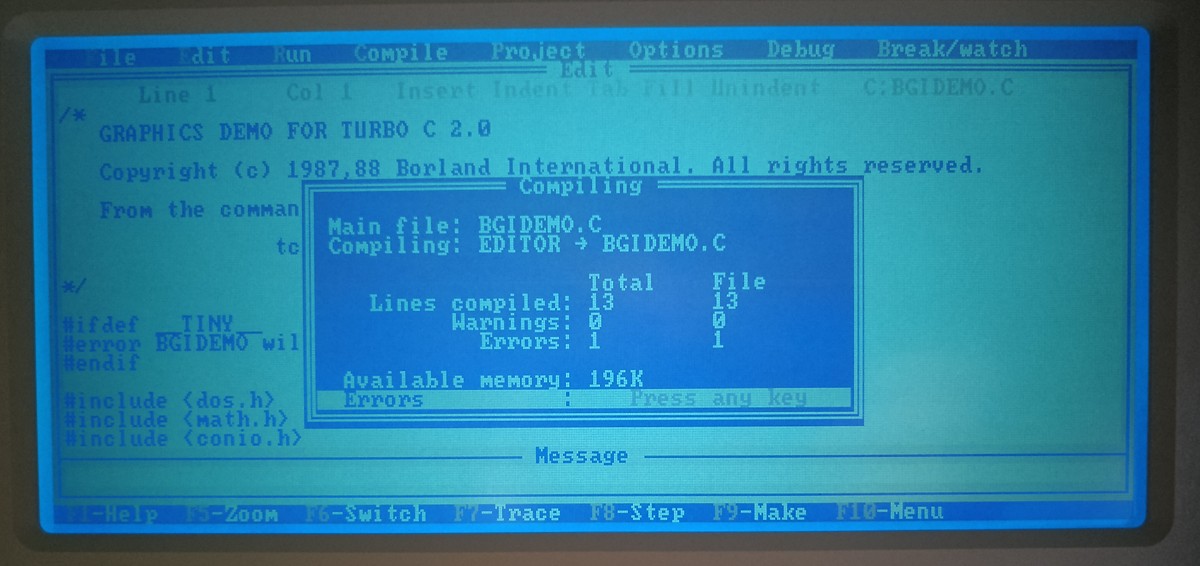 File Edit Run Compile Project Options Debug Break/watch
Edit
Line 1 Col 1 Insert Indent Tab Fill Unindent C:BGIDEMO.C
/*
GRAPHICS DEMO FOR TURBO C 2.0
Copyright (c) 1987,88 Borland International. All rights reserved.
From the comman
tc
*/
#ifdef __TINY__
#error BGIDEMO wil
#endif
#include <dos.h>
#include <math.h>
#include <conio.h>
Compiling
Main file: BGIDEMO.C
Compiling: EDITOR → BGIDEMO.C
Total File
Lines compiled: 13 13
Warnings: 0 0
Errors: 1 1
Available memory: 196K
Errors : Press any key
Message
F1-Help F5-Zoom F6-Switch F7-Trace F8-Step F9-Make F10-Menu